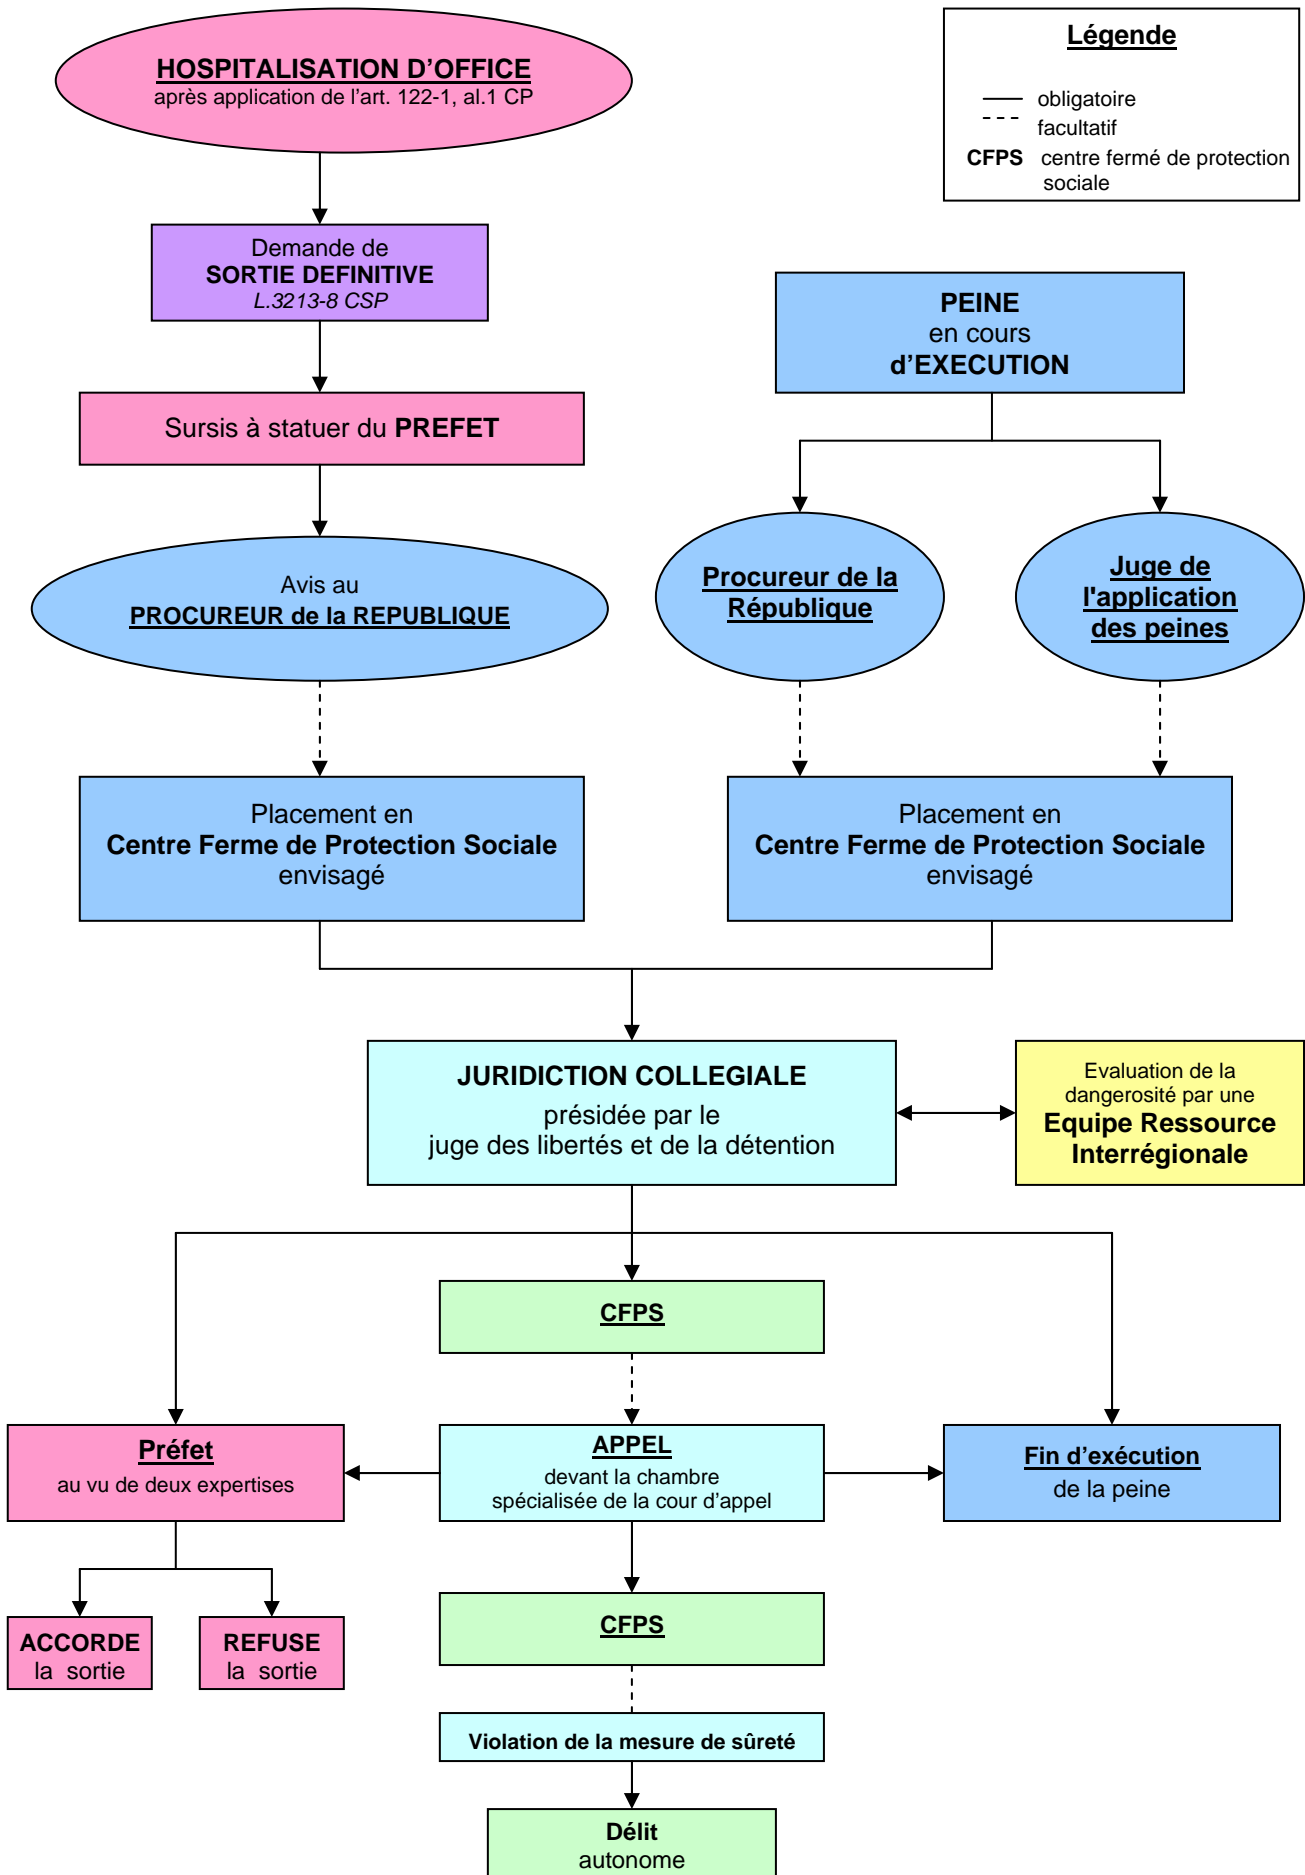 HOSPITALISATION D'OFFICE
après application de l'art. 122-1, al.1 CP
Légende
obligatoire
facultatif
CFPS centre fermé de protection
sociale
Demande de
SORTIE DEFINITIVE
L.3213-8 CSP
PEINE
en cours
d'EXECUTION
Sursis à statuer du PREFET
Avis au
PROCUREUR de la REPUBLIQUE
Procureur de la
République
Juge de
l'application
des peines
Placement en
Centre Ferme de Protection Sociale
envisagé
Placement en
Centre Ferme de Protection Sociale
envisagé
JURIDICTION COLLEGIALE
présidée par le
juge des libertés et de la détention
Evaluation de la
dangerosité par une
Equipe Ressource
Interrégionale
CFPS
Préfet
au vu de deux expertises
APPEL
devant la chambre
spécialisée de la cour d'appel
Fin d'exécution
de la peine
ACCORDE
la sortie
REFUSE
la sortie
CFPS
Violation de la mesure de sûreté
Délit
autonome